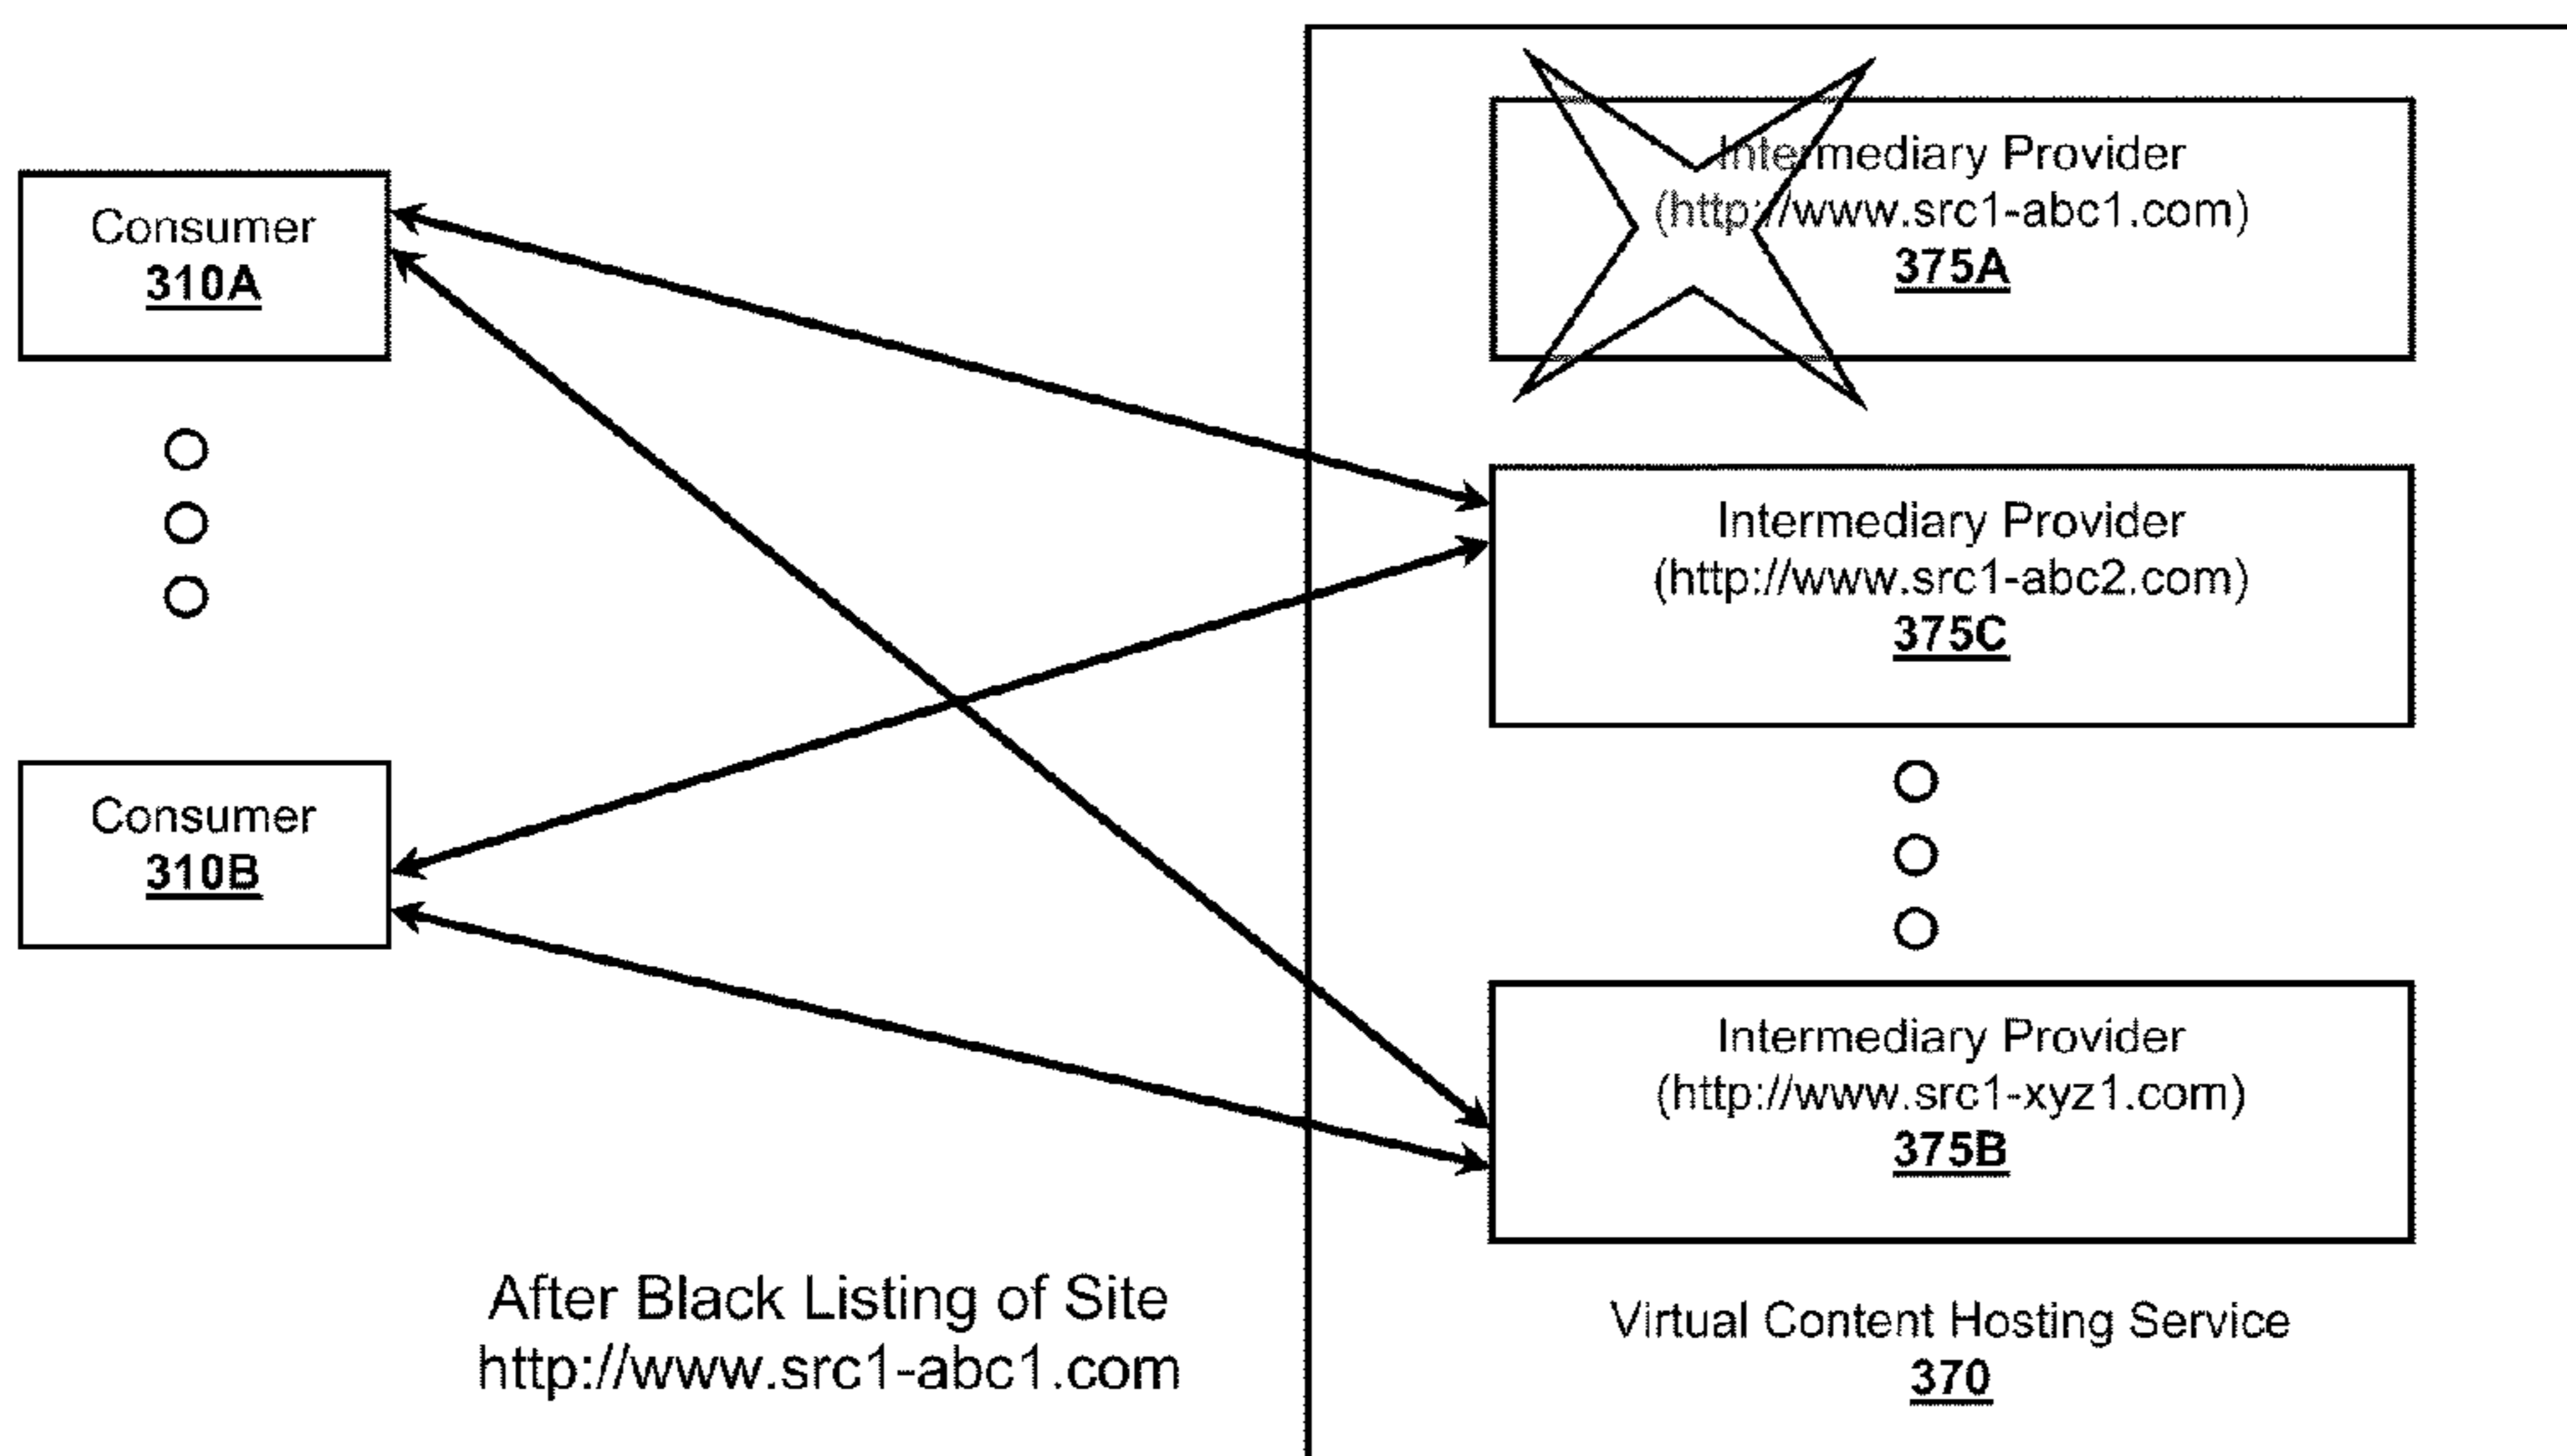 Consumer
310A
Consumer
310B
After Black Listing of Site
http://www.src1-abc1.com
Intermediary Provider
(http://www.src1-abc1.com)
375A
Intermediary Provider
(http://www.src1-abc2.com)
375C
Intermediary Provider
(http://www.src1-xyz1.com)
375B
Virtual Content Hosting Service
370